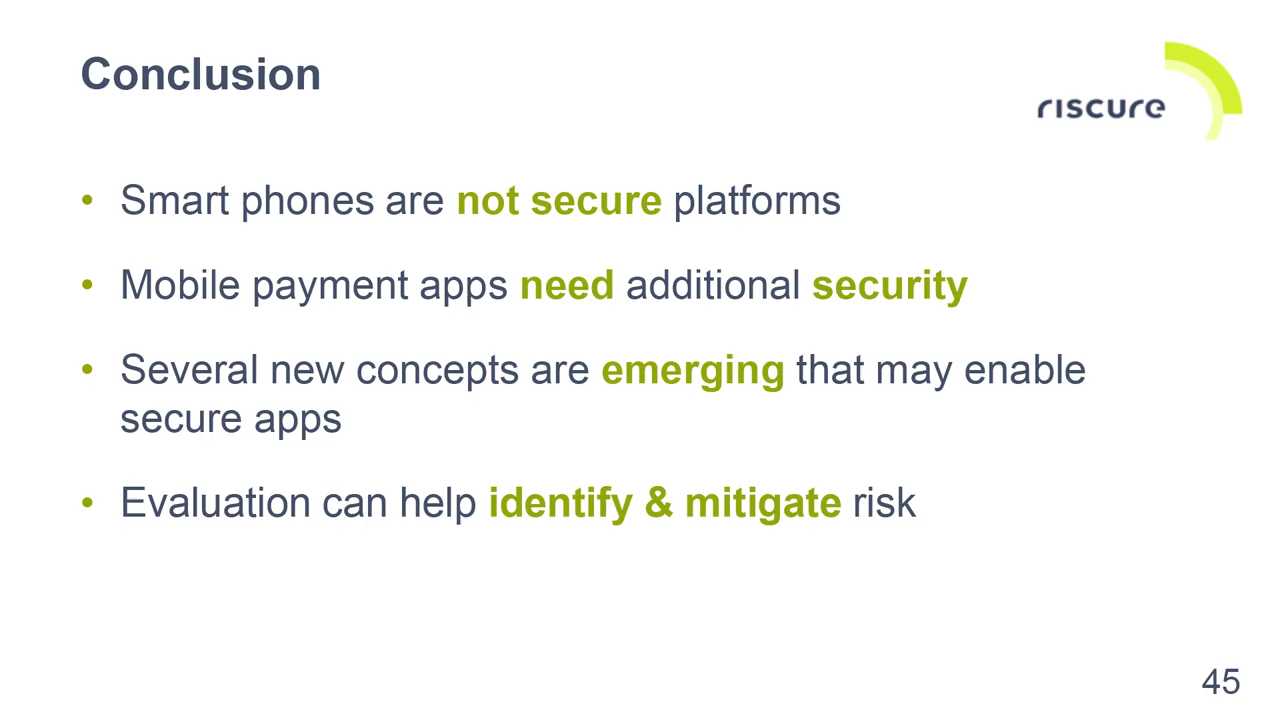 Conclusion
riscure
• Smart phones are not secure platforms
• Mobile payment apps need additional security
• Several new concepts are emerging that may enable
secure apps
• Evaluation can help identify & mitigate risk
45